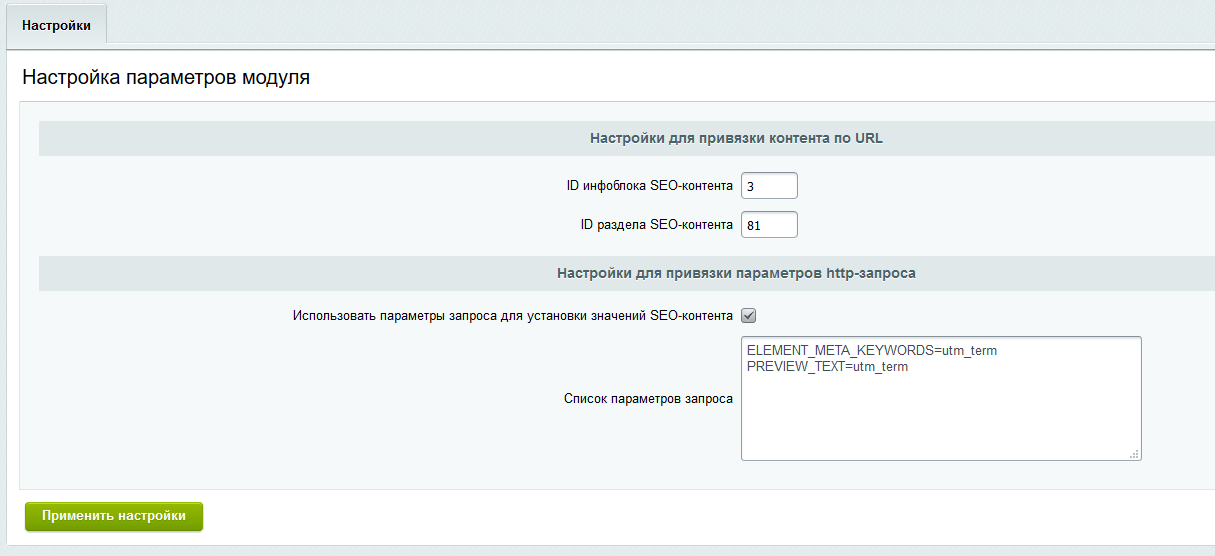 Настройки
Настройка параметров модуля
Настройки для привязки контента по URL
ID инфоблока SEO-контента 3
ID раздела SEO-контента 81
Настройки для привязки параметров http-запроса
Использовать параметры запроса для установки значений SEO-контента
ELEMENT_META_KEYWORDS=utm_term
PREVIEW_TEXT=utm_term
Список параметров запроса
Применить настройки